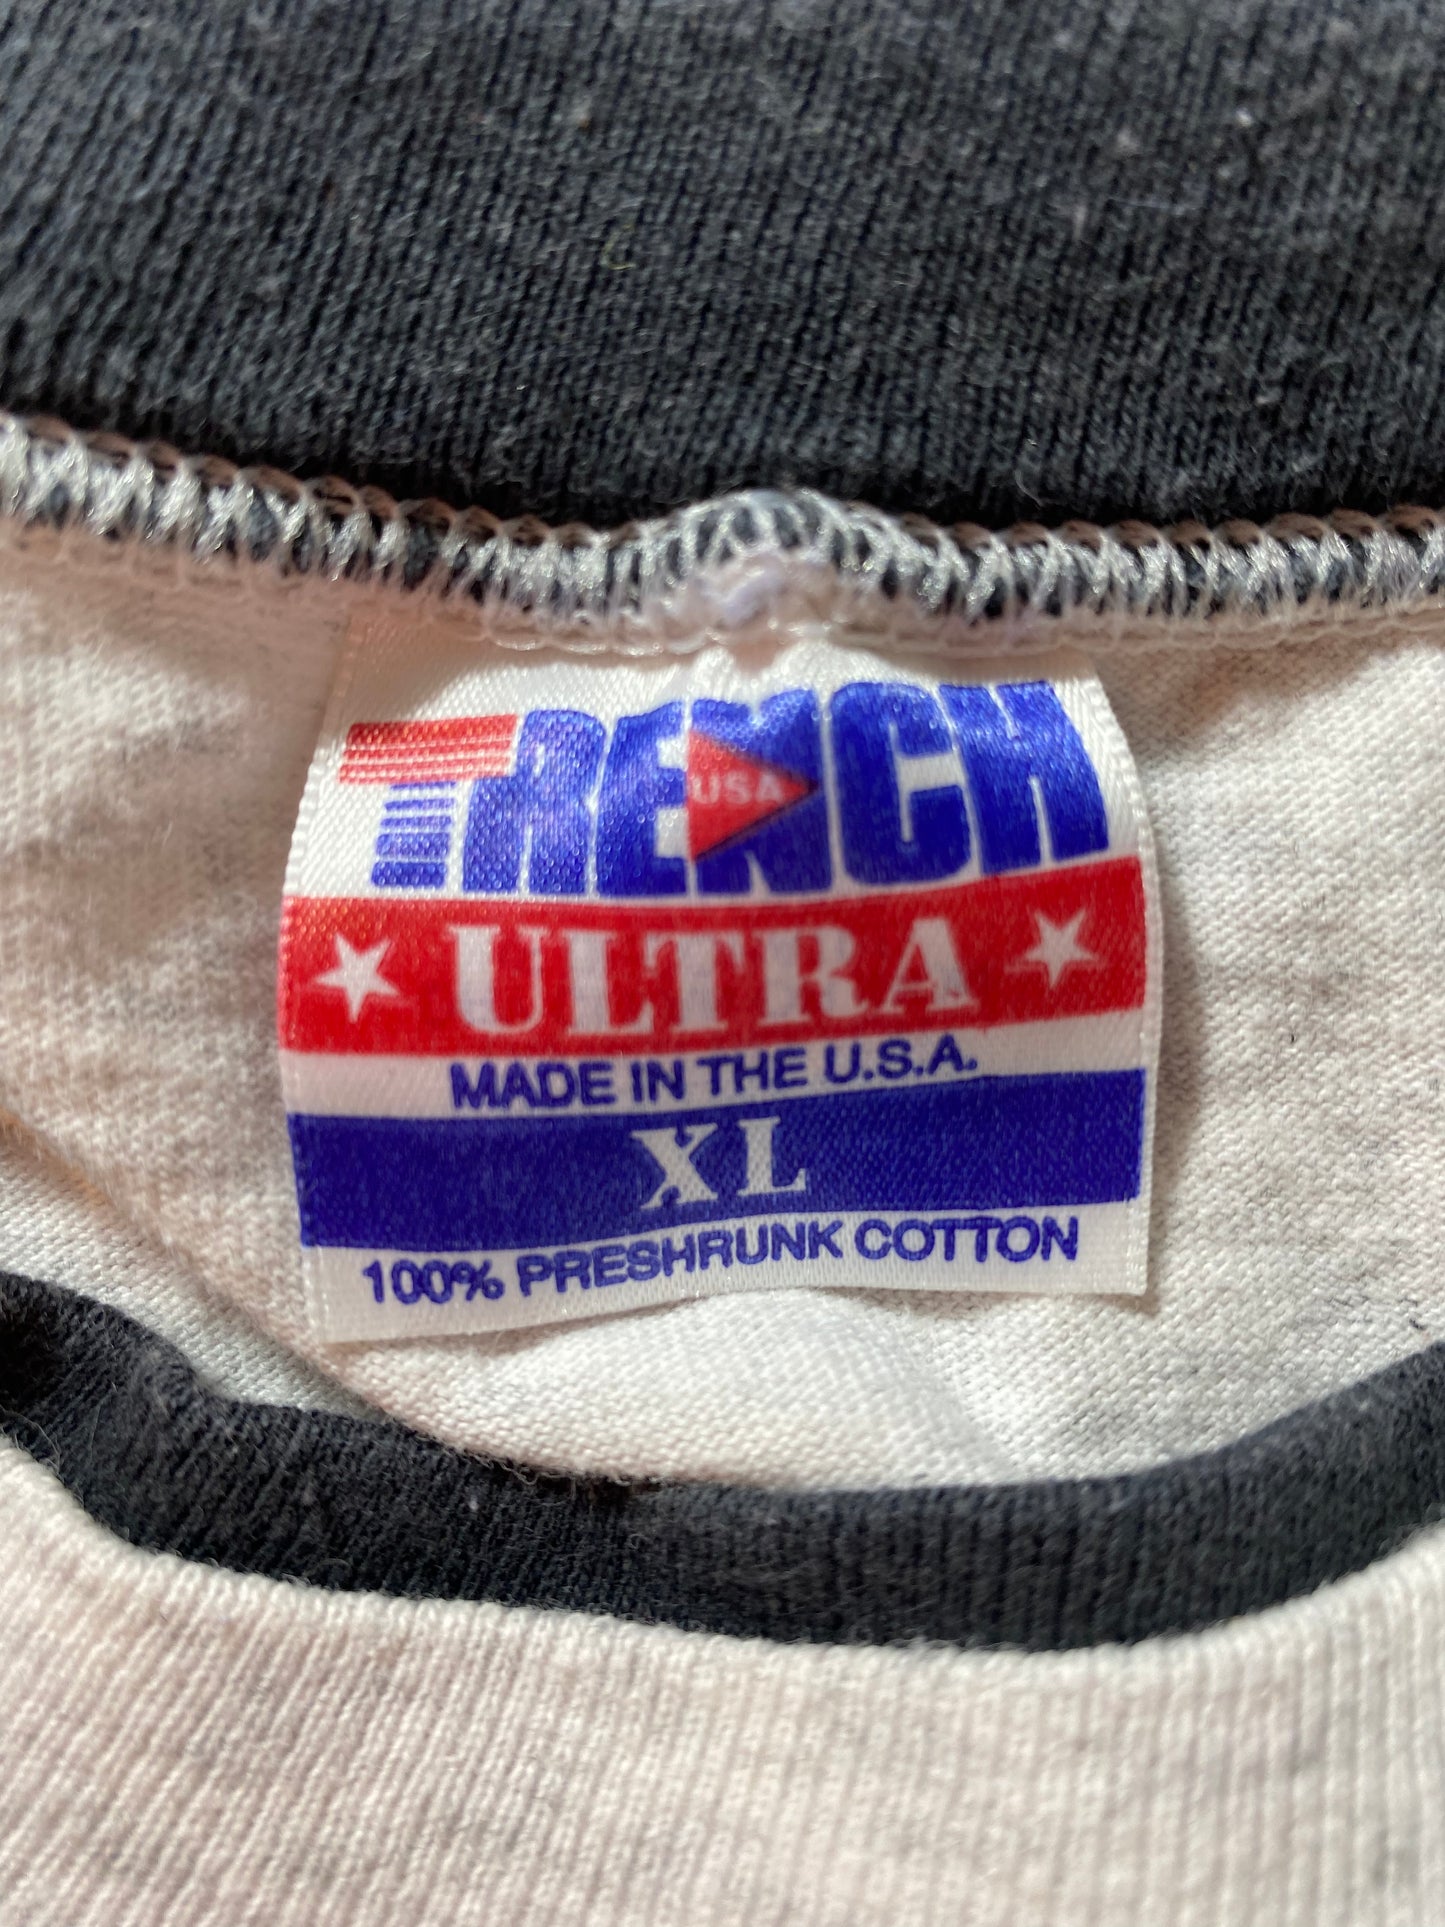 TRENCH
USA
ULTRA
MADE IN THE U.S.A.
XL
100% PRESHRUNK COTTON